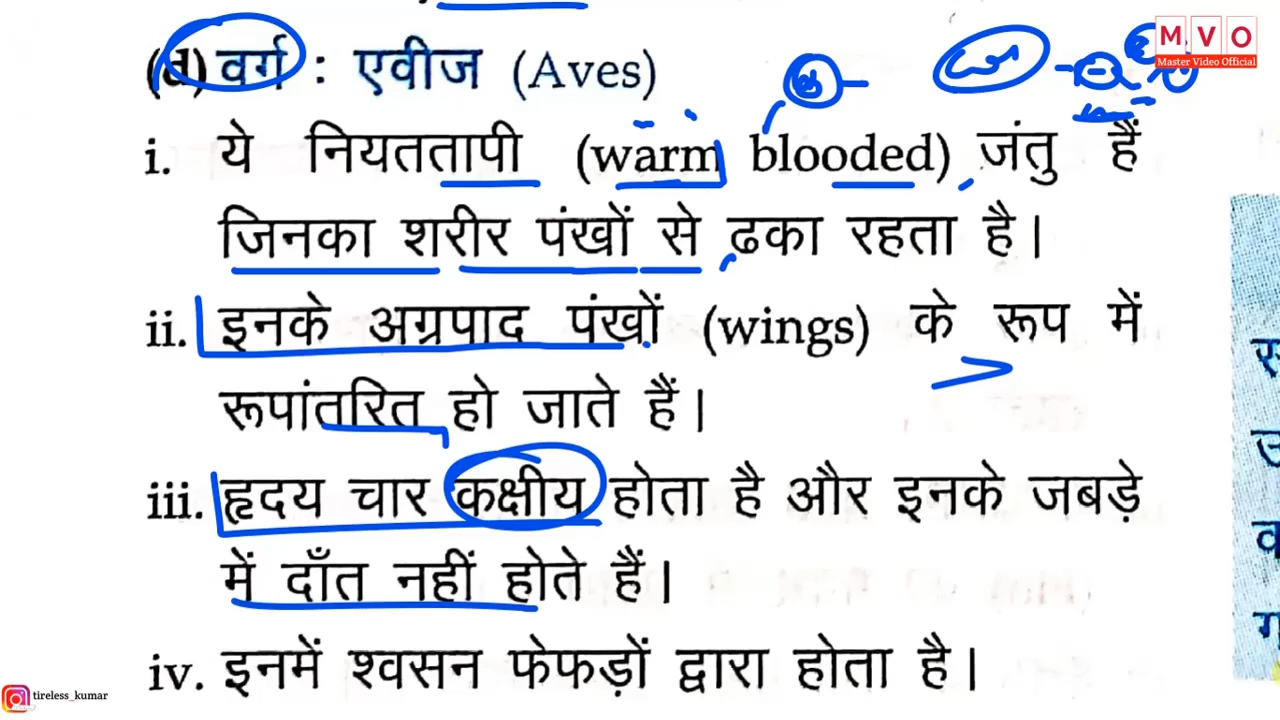 MVO
Master Video Official
(d) वर्ग : एवीज (Aves)
i. ये नियततापी (warm blooded) जंतु हैं
जिनका शरीर पंखों से ढका रहता है।
ii. इनके अग्रपाद पंखों (wings) के रूप में
रूपांतरित हो जाते हैं।
iii. हृदय चार कक्षीय होता है और इनके जबड़े
में दाँत नहीं होते हैं।
iv. इनमें श्वसन फेफड़ों द्वारा होता है।
tireless_kumar